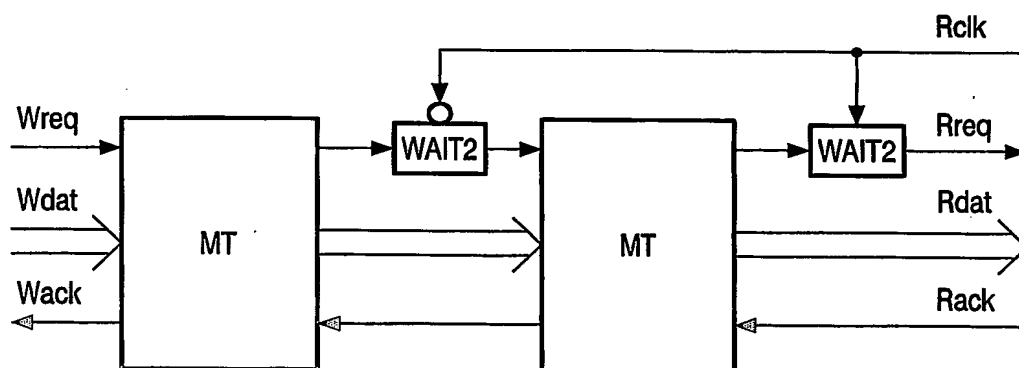 Rclk
Wreq
WAIT2
WAIT2
Rreq
Wdat
MT
MT
Rdat
Wack
Rack